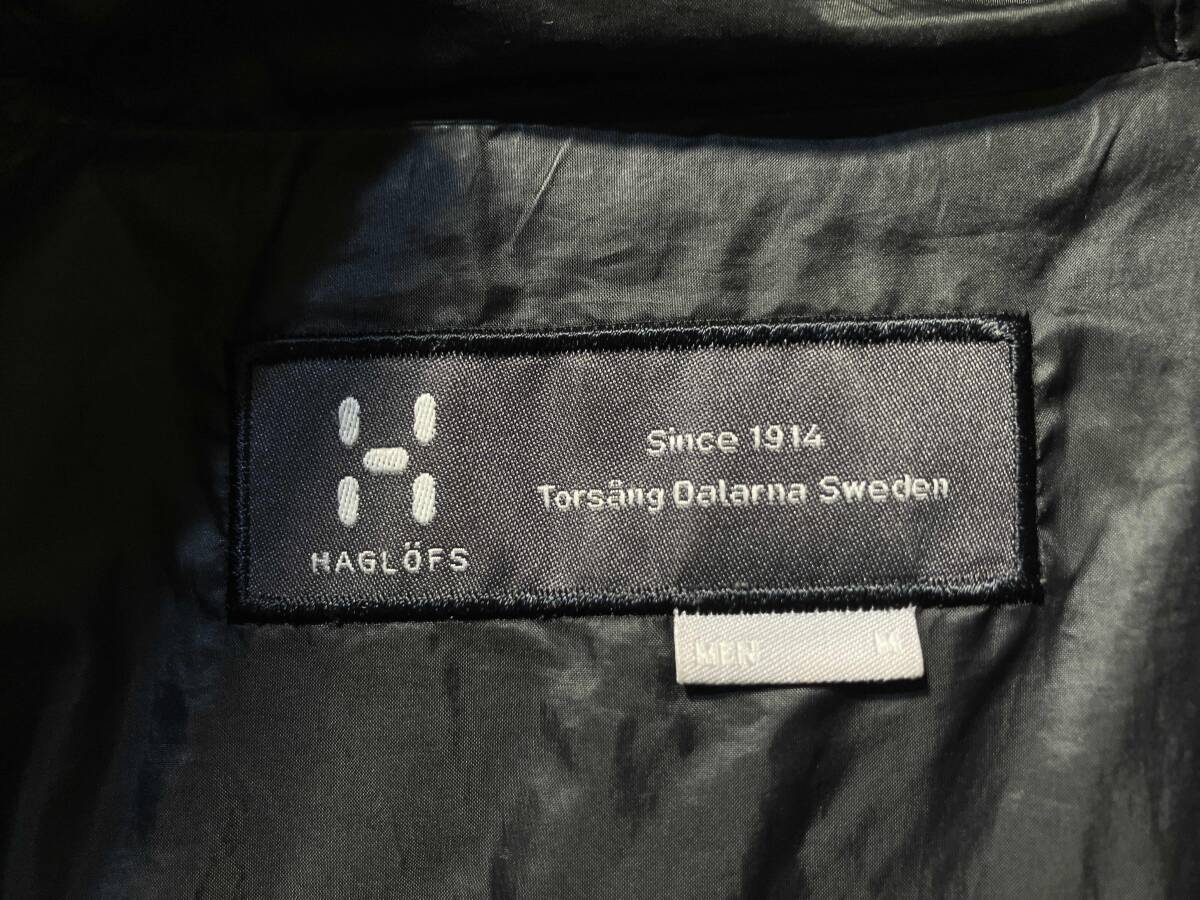 HAGLÖFS
Since 1914
Torsång Dalarna Sweden
MEN M